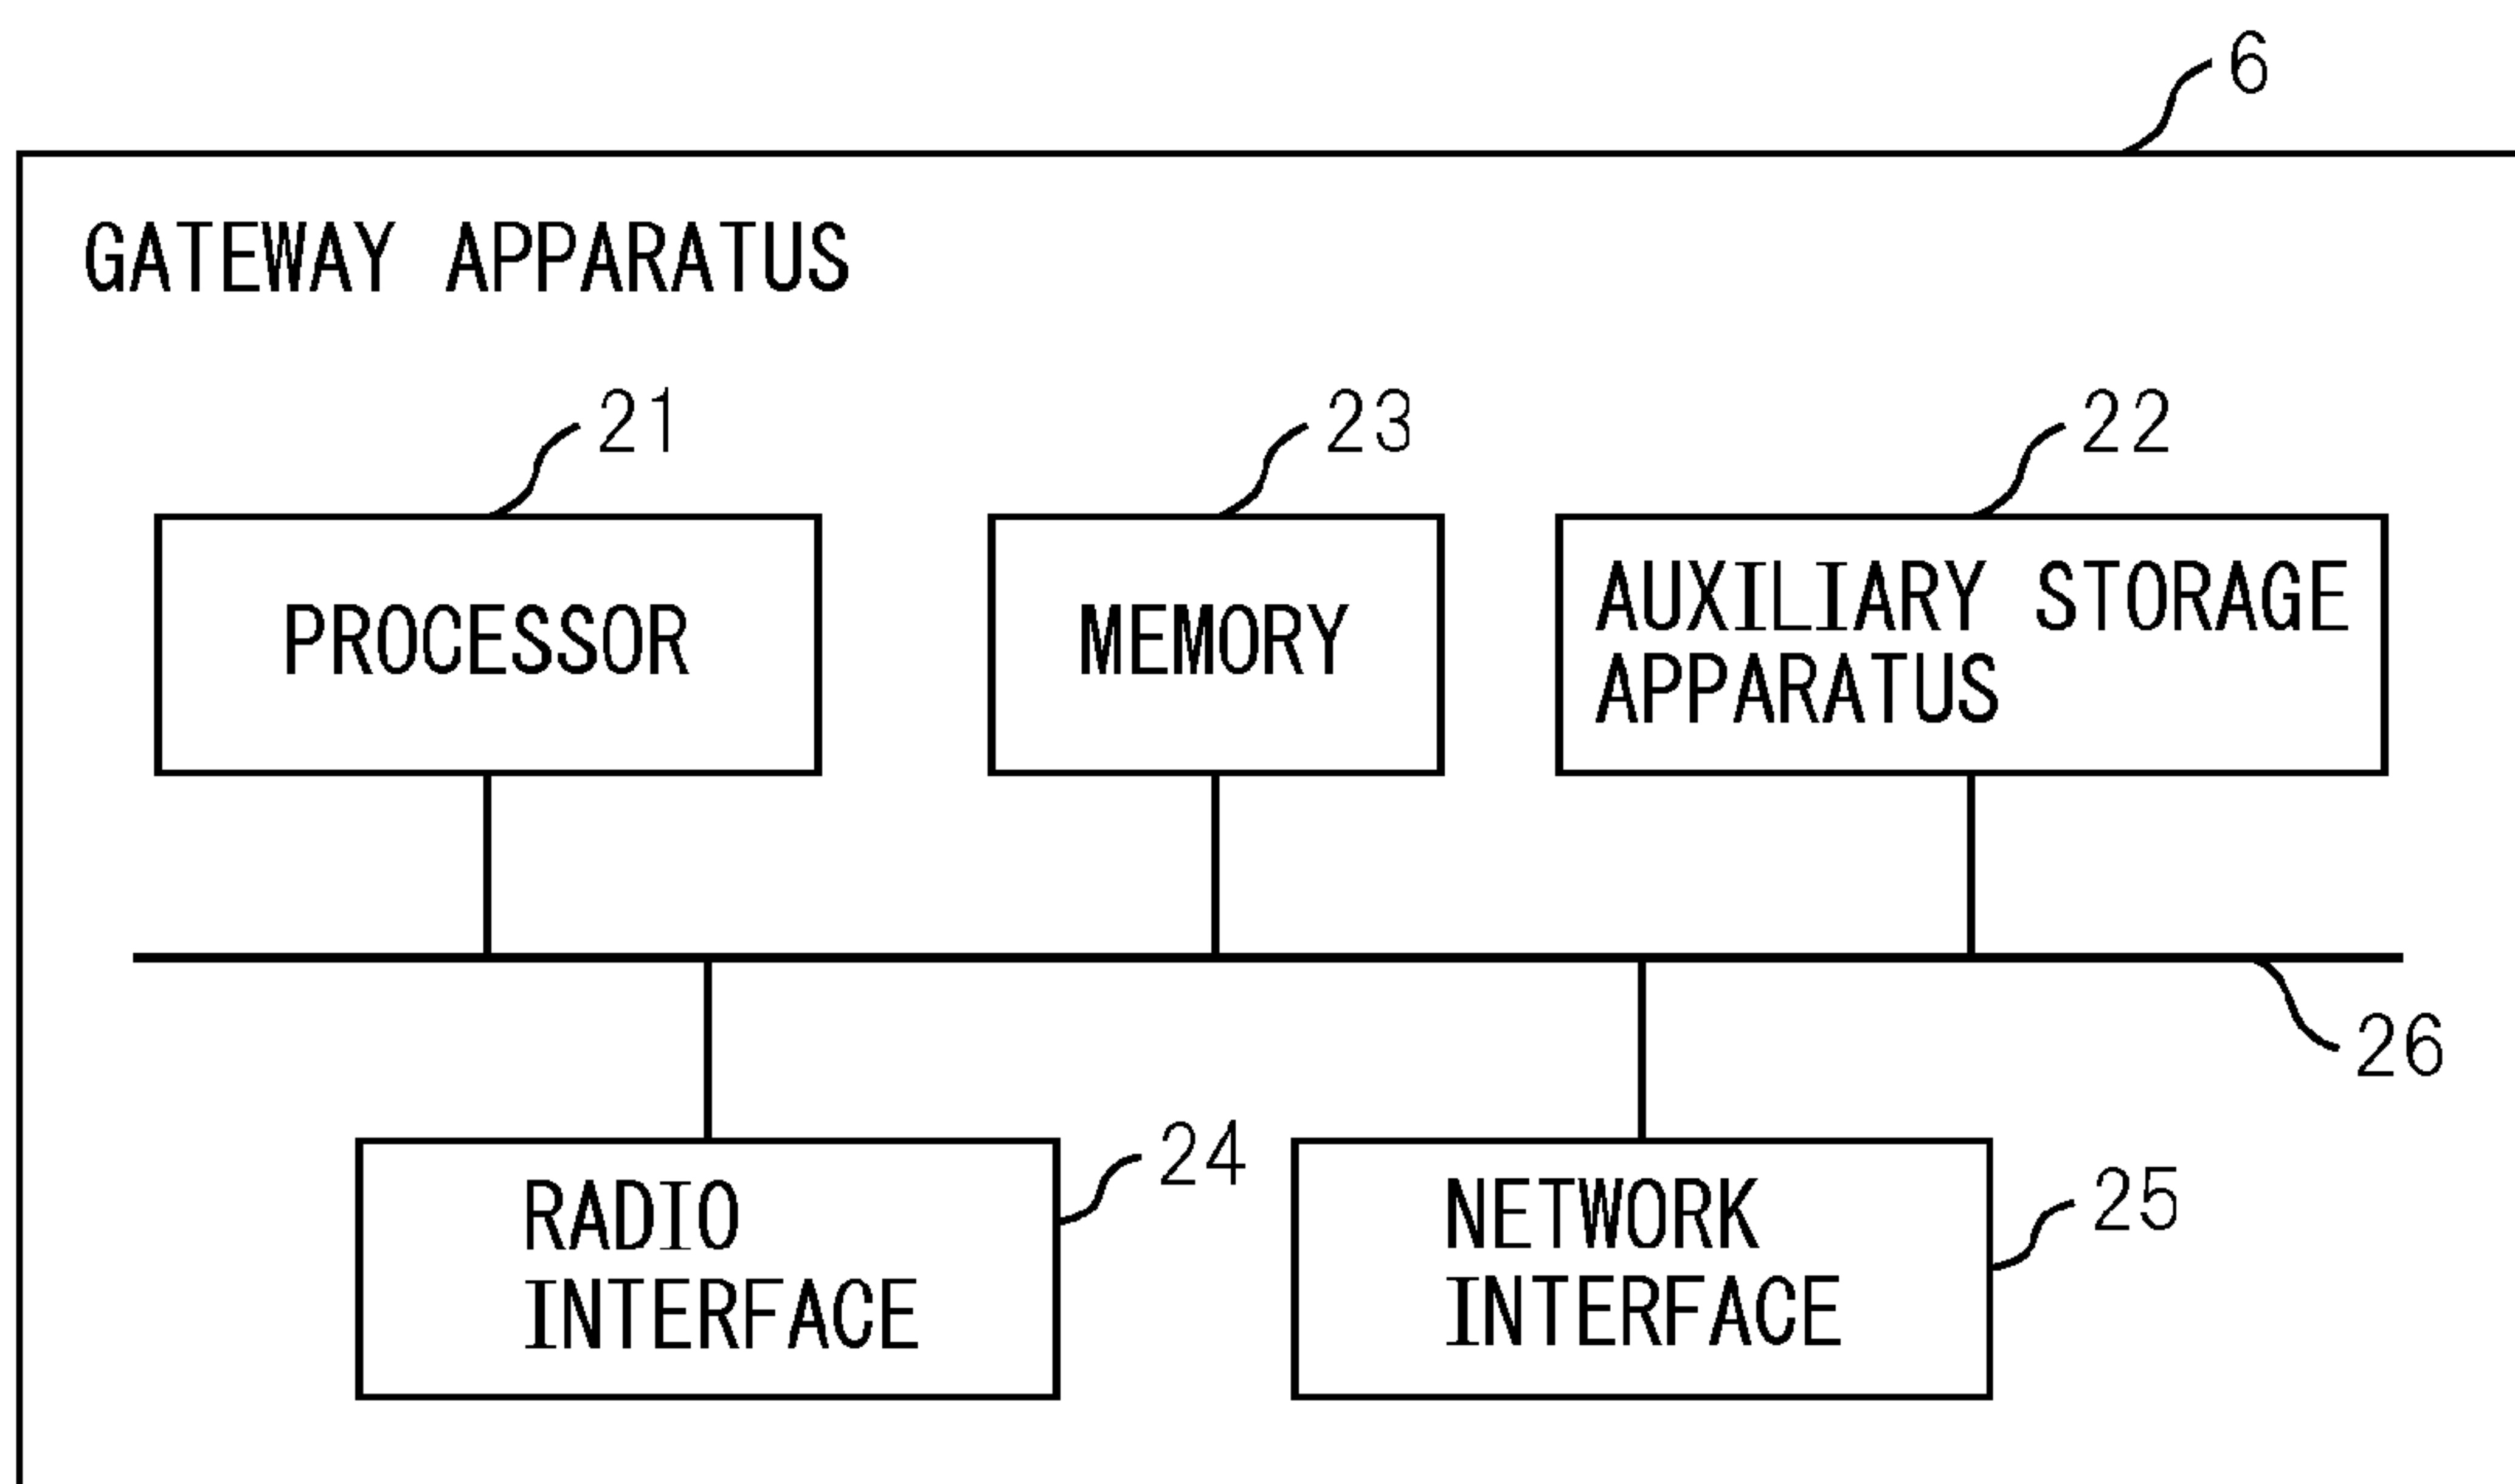 6
GATEWAY APPARATUS
21
23
22
PROCESSOR
MEMORY
AUXILIARY STORAGE
APPARATUS
26
24
25
RADIO
INTERFACE
NETWORK
INTERFACE